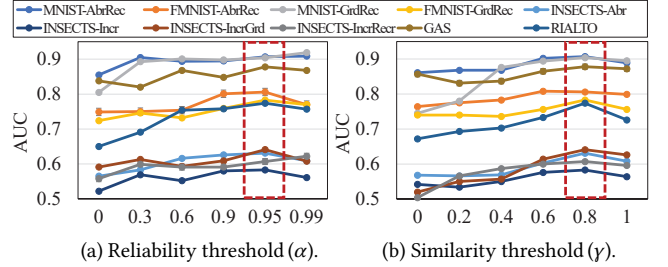 MNIST-AbrRec FMNIST-AbrRec MNIST-GrdRec FMNIST-GrdRec INSECTS-Abr
INSECTS-Incr INSECTS-IncrGrd INSECTS-IncrRecr GAS RIALTO
AUC
0.9
0.8
0.7
0.6
0.5
0 0.3 0.6 0.9 0.95 0.99
(a) Reliability threshold (α).
AUC
0.9
0.8
0.7
0.6
0.5
0 0.2 0.4 0.6 0.8 1
(b) Similarity threshold (γ).